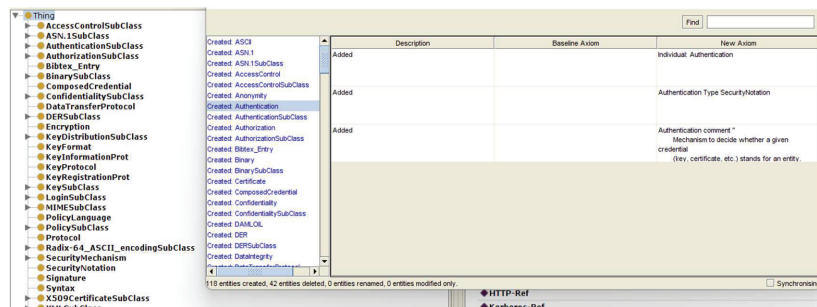 Thing
AccessControlSubClass
ASN.1SubClass
AuthenticationSubClass
AuthorizationSubClass
Bibtex_Entry
BinarySubClass
ComposedCredential
ConfidentialitySubClass
DataTransferProtocol
DERSubClass
Encryption
KeyDistributionSubClass
KeyFormat
KeyInformationProt
KeyProtocol
KeyRegistrationProt
KeySubClass
LoginSubClass
MIMESubClass
PolicyLanguage
PolicySubClass
Protocol
Radix-64_ASCII_encodingSubClass
SecurityMechanism
SecurityNotation
Signature
Syntax
X509CertificateSubClass
Find
Created: ASCII
Created: ASN.1
Created: ASN.1SubClass
Created: AccessControl
Created: AccessControlSubClass
Created: Anonymity
Created: Authentication
Created: AuthenticationSubClass
Created: Authorization
Created: AuthorizationSubClass
Created: Bibtex_Entry
Created: Binary
Created: BinarySubClass
Created: Certificate
Created: ComposedCredential
Created: Confidentiality
Created: ConfidentialitySubClass
Created: DAMLOIL
Created: DER
Created: DERSubClass
Created: DataIntegrity
Description Baseline Axiom New Axiom
Added Individual: Authentication
Added Authentication Type SecurityNotation
Added Authentication comment "
Mechanism to decide whether a given
credential
(key, certificate, etc.) stands for an entity.
118 entities created, 42 entities deleted, 0 entities renamed, 0 entities modified only.
Synchronisin
HTTP-Ref